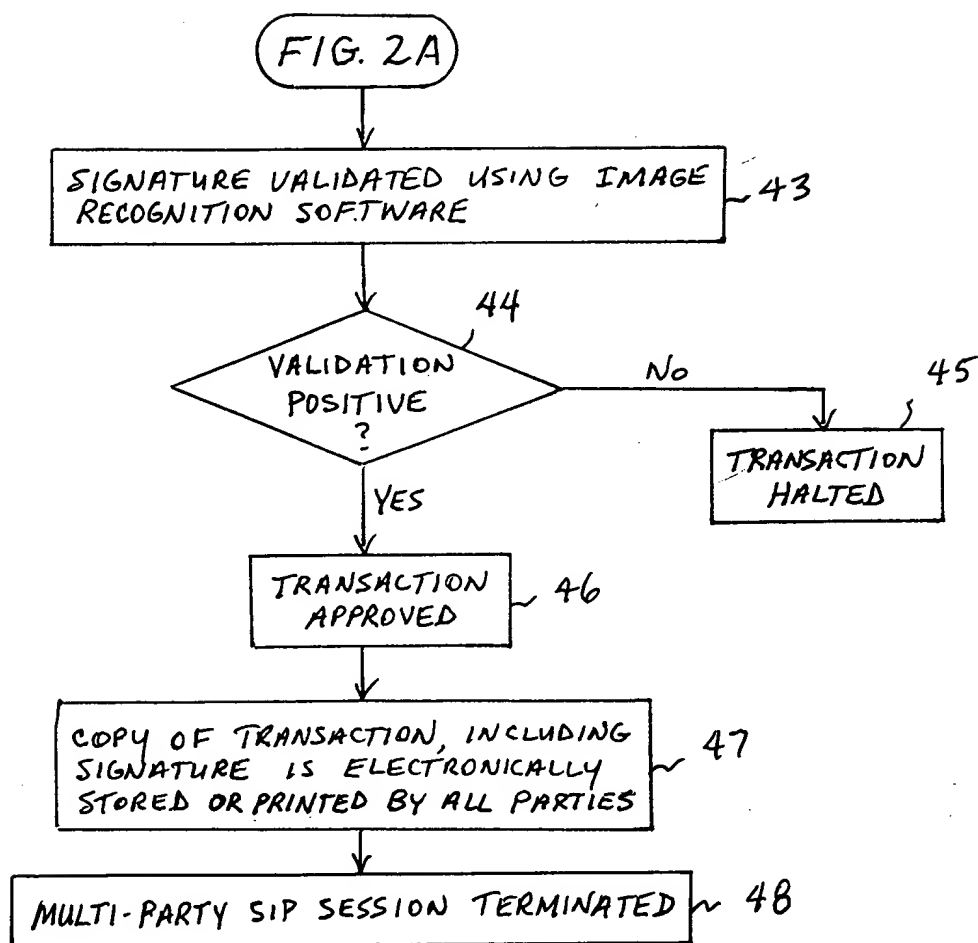 FIG. 2A
SIGNATURE VALIDATED USING IMAGE
RECOGNITION SOFTWARE
43
44
VALIDATION
POSITIVE
?
NO
45
TRANSACTION
HALTED
YES
TRANSACTION
APPROVED
46
COPY OF TRANSACTION, INCLUDING
SIGNATURE IS ELECTRONICALLY
STORED OR PRINTED BY ALL PARTIES
47
MULTI-PARTY SIP SESSION TERMINATED
48